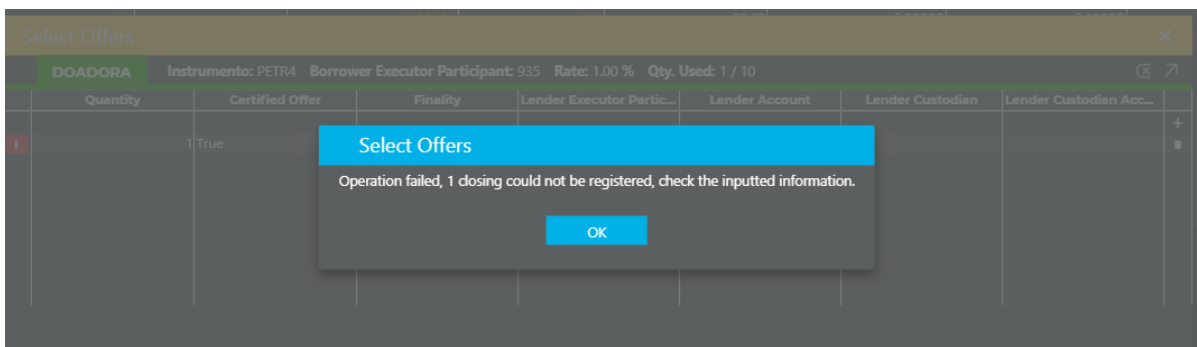 Select Offers
DOADORA Instrumento: PETR4 Borrower Executor Participant: 935 Rate: 1.00 % Qty. Used: 1 / 10
Quantity Certified Offer Finality Lender Executor Partic... Lender Account Lender Custodian Lender Custodian Acc...
1 True
Select Offers
Operation failed, 1 closing could not be registered, check the inputted information.
OK